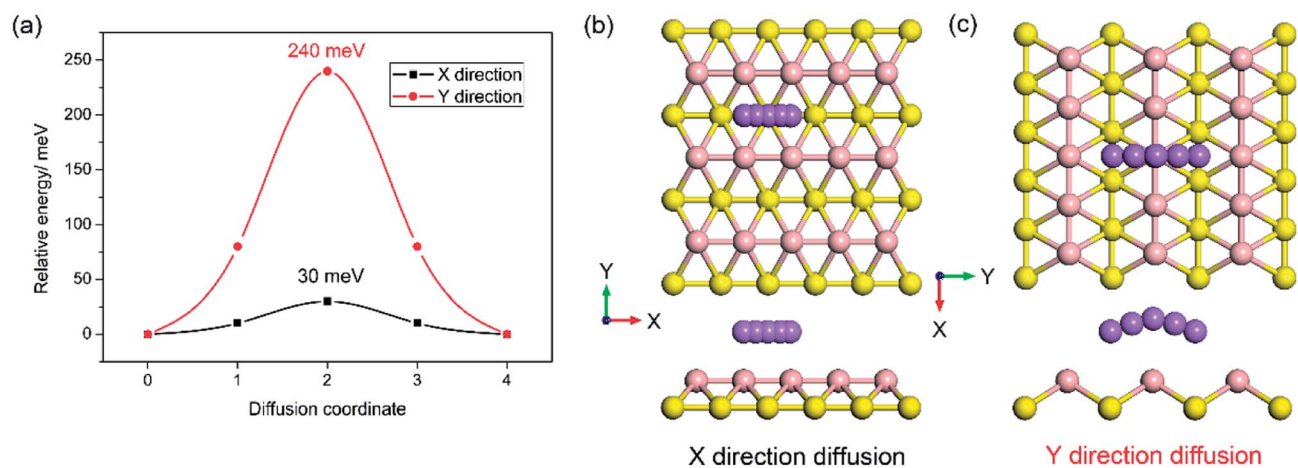 (a)
240 meV
250
200
150
100
50
0
Relative energy/ meV
X direction
Y direction
30 meV
0 1 2 3 4
Diffusion coordinate
(b)
Y
X
X direction diffusion
(c)
Y
X
Y direction diffusion